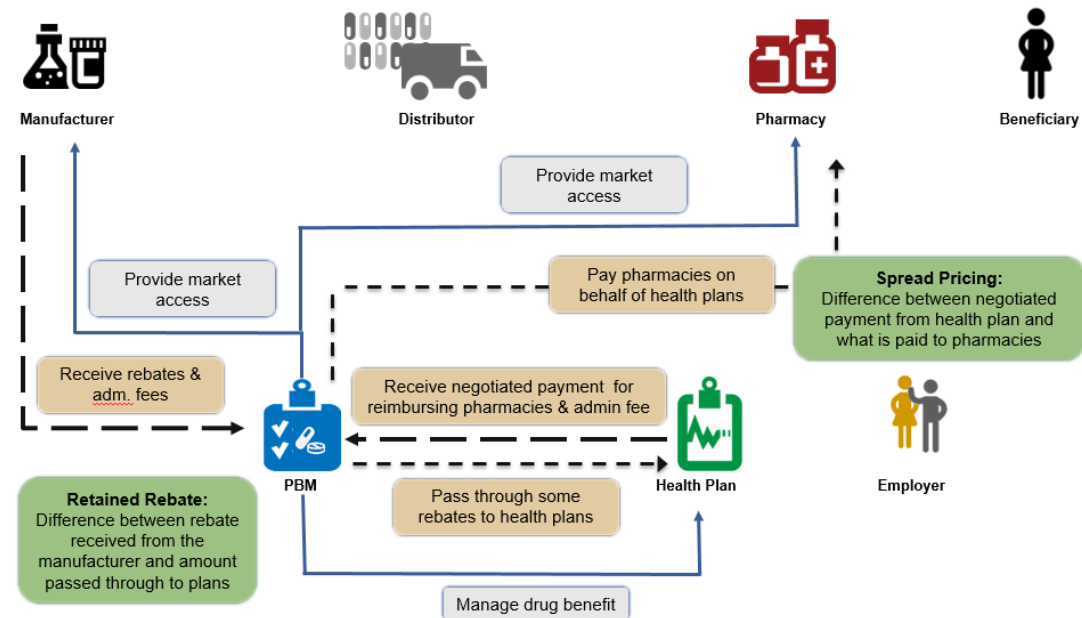 Manufacturer
Distributor
Pharmacy
Beneficiary
Provide market
access
Provide market
access
Pay pharmacies on
behalf of health plans
Spread Pricing:
Difference between negotiated
payment from health plan and
what is paid to pharmacies
Receive rebates &
adm. fees
Receive negotiated payment for
reimbursing pharmacies & admin fee
PBM
Health Plan
Employer
Retained Rebate:
Difference between rebate
received from the
manufacturer and amount
passed through to plans
Pass through some
rebates to health plans
Manage drug benefit